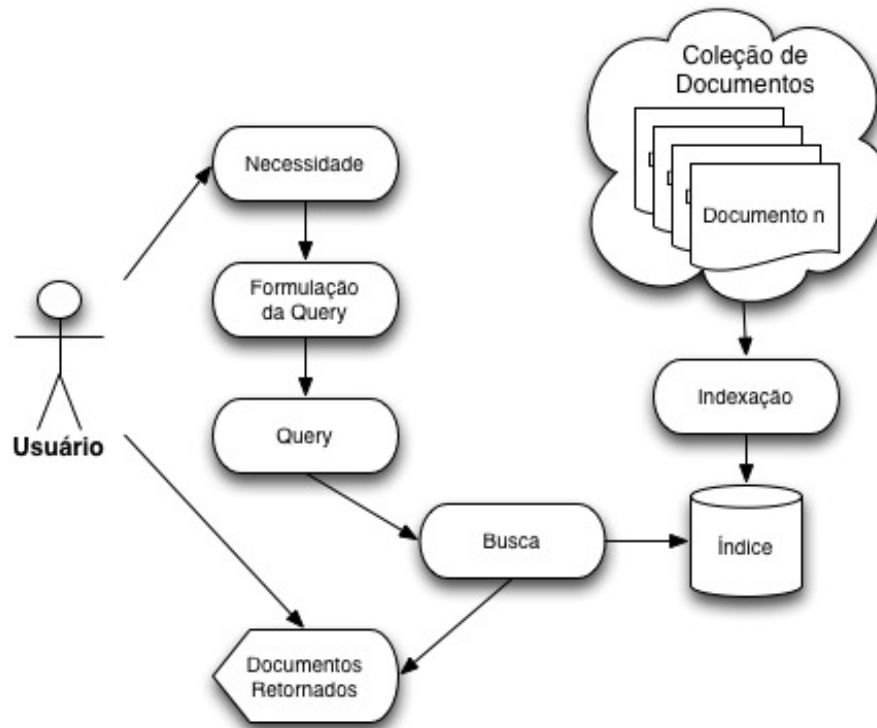 Coleção de
Documentos
Documento n
Necessidade
Formulação
da Query
Query
Usuário
Indexação
Busca
Índice
Documentos
Retornados